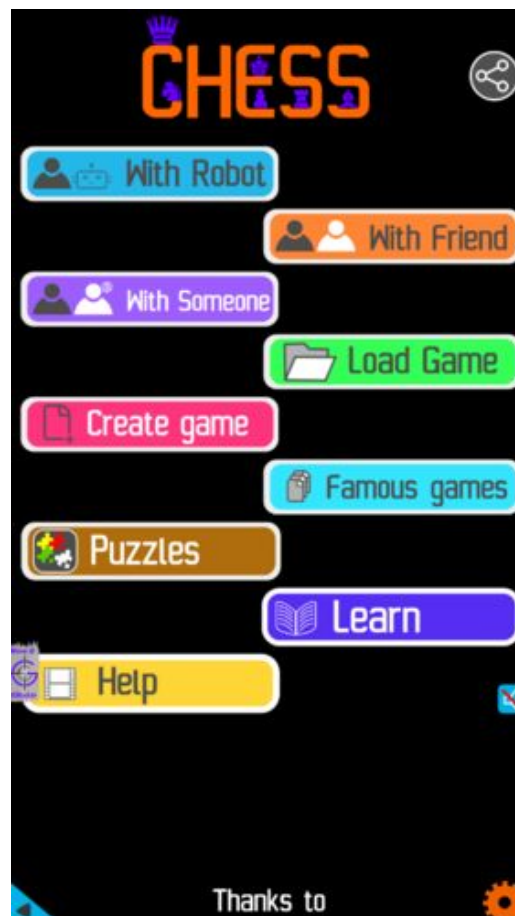 CHESS
With Robot
With Friend
With Someone
Load Game
Create game
Famous games
Puzzles
Learn
Help
Thanks to